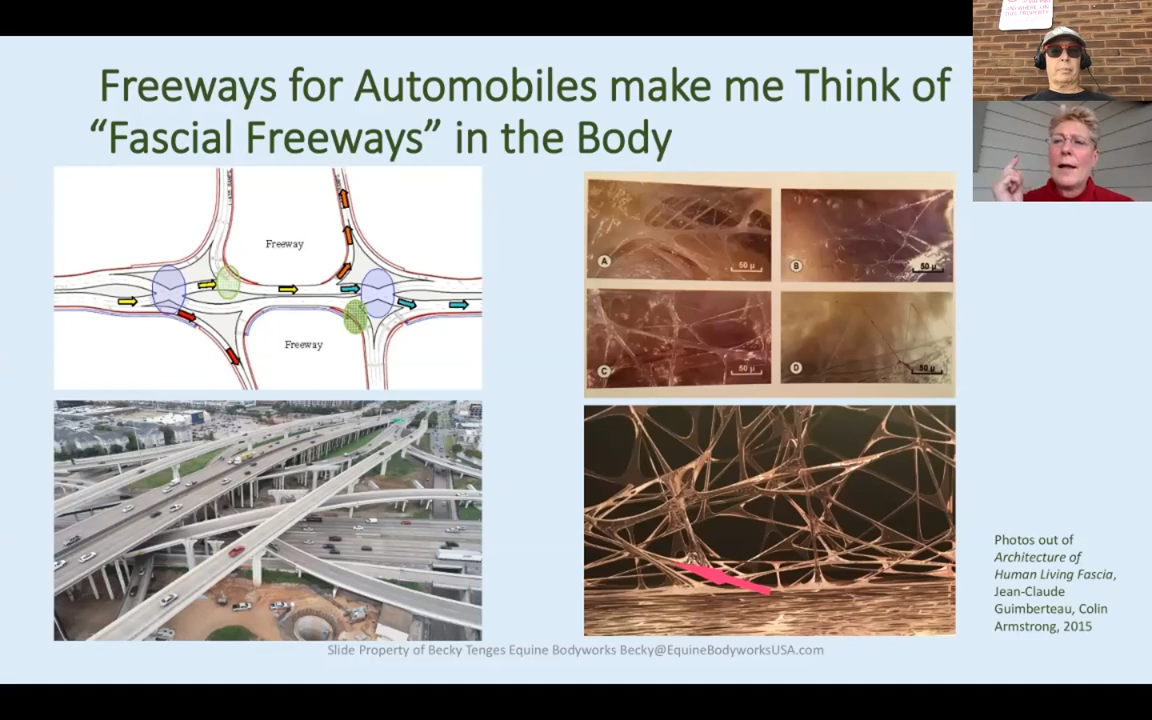 Freeways for Automobiles make me Think of
“Fascial Freeways” in the Body
Freeway
Freeway
A
50 µ
B
50 µ
C
50 µ
D
50 µ
Photos out of
Architecture of
Human Living Fascia,
Jean-Claude
Guimberteau, Colin
Armstrong, 2015
Slide Property of Becky Tenges Equine Bodyworks Becky@EquineBodyworksUSA.com